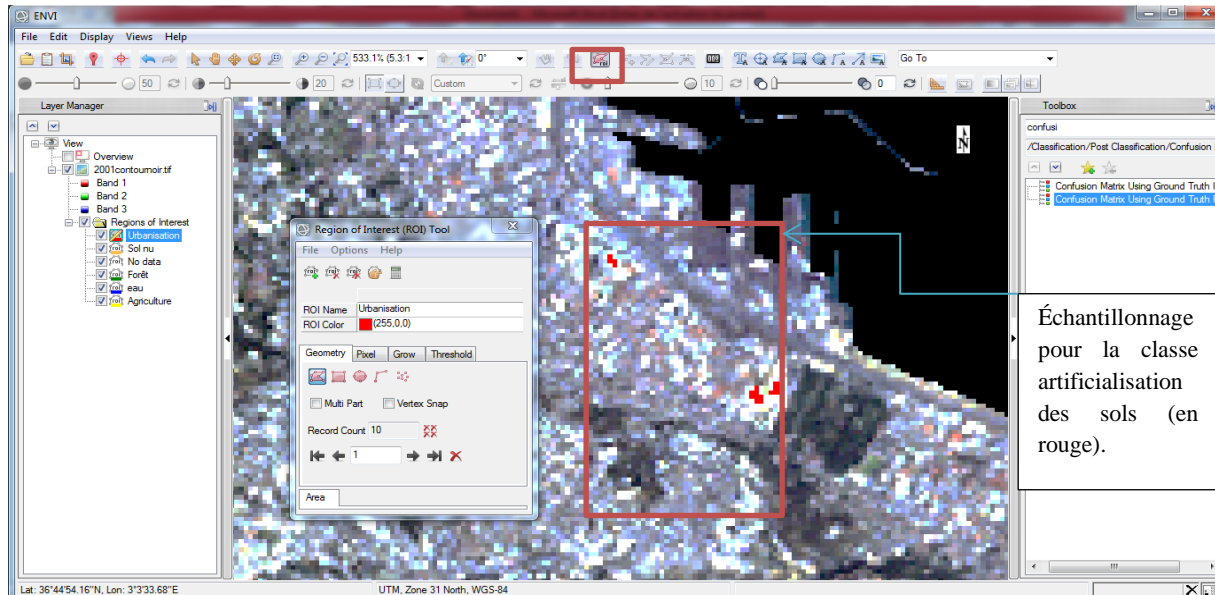 ENVI
File Edit Display Views Help
533.1% (5.3:1
0°
Go To
50
20
Custom
10
0
Layer Manager
View
Overview
2001contournoir.tif
Band 1
Band 2
Band 3
Regions of Interest
Urbanisation
Sol nu
No data
Forêt
eau
Agriculture
Region of Interest (ROI) Tool
File Options Help
ROI Name Urbanisation
ROI Color (255,0,0)
Geometry Pixel Grow Threshold
Multi Part Vertex Snap
Record Count 10
1
Area
N
Toolbox
confusi
/Classification/Post Classification/Confusion
Confusion Matrix Using Ground Truth I
Confusion Matrix Using Ground Truth
Échantillonnage
pour la classe
artificialisation
des sols (en
rouge).
Lat: 36°44'54.16"N, Lon: 3°3'33.68"E
UTM, Zone 31 North, WGS-84